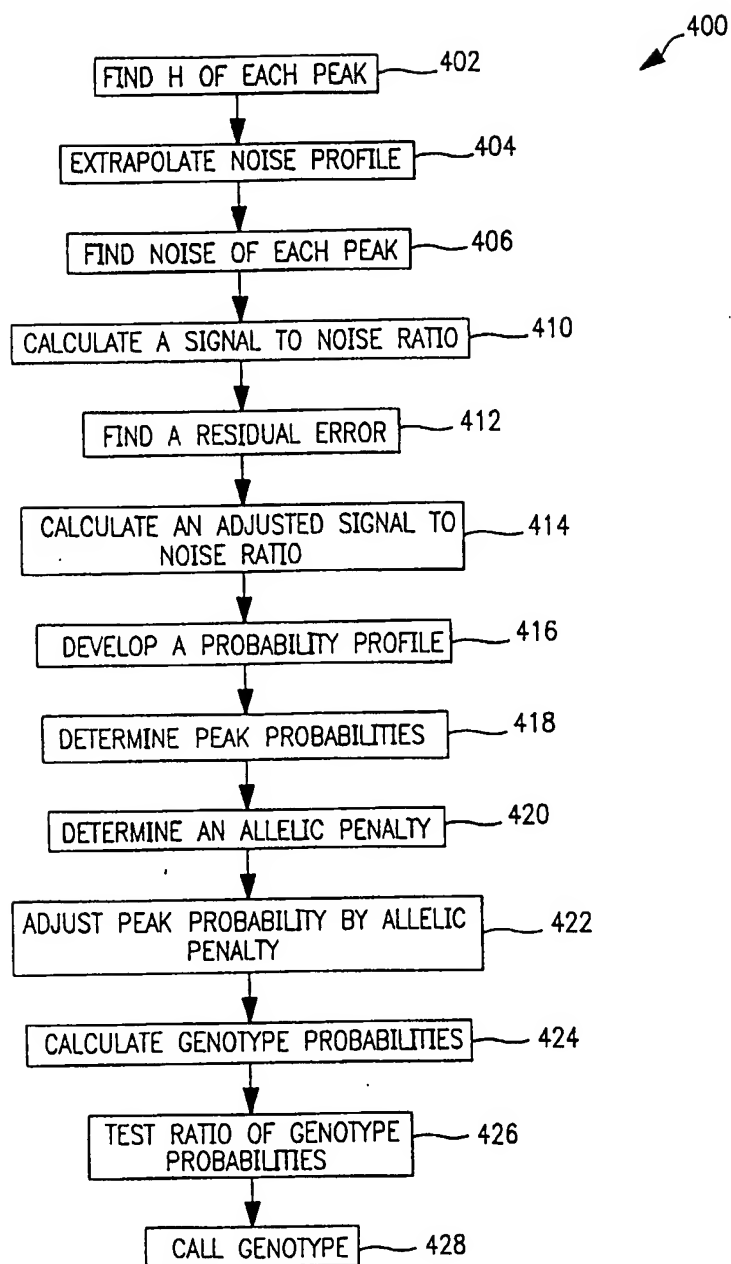 400
FIND H OF EACH PEAK 402
EXTRAPOLATE NOISE PROFILE 404
FIND NOISE OF EACH PEAK 406
CALCULATE A SIGNAL TO NOISE RATIO 410
FIND A RESIDUAL ERROR 412
CALCULATE AN ADJUSTED SIGNAL TO
NOISE RATIO
414
DEVELOP A PROBABILITY PROFILE 416
DETERMINE PEAK PROBABILITIES 418
DETERMINE AN ALLELIC PENALTY 420
ADJUST PEAK PROBABILITY BY ALLELIC
PENALTY
422
CALCULATE GENOTYPE PROBABILITIES 424
TEST RATIO OF GENOTYPE
PROBABILITIES
426
CALL GENOTYPE 428